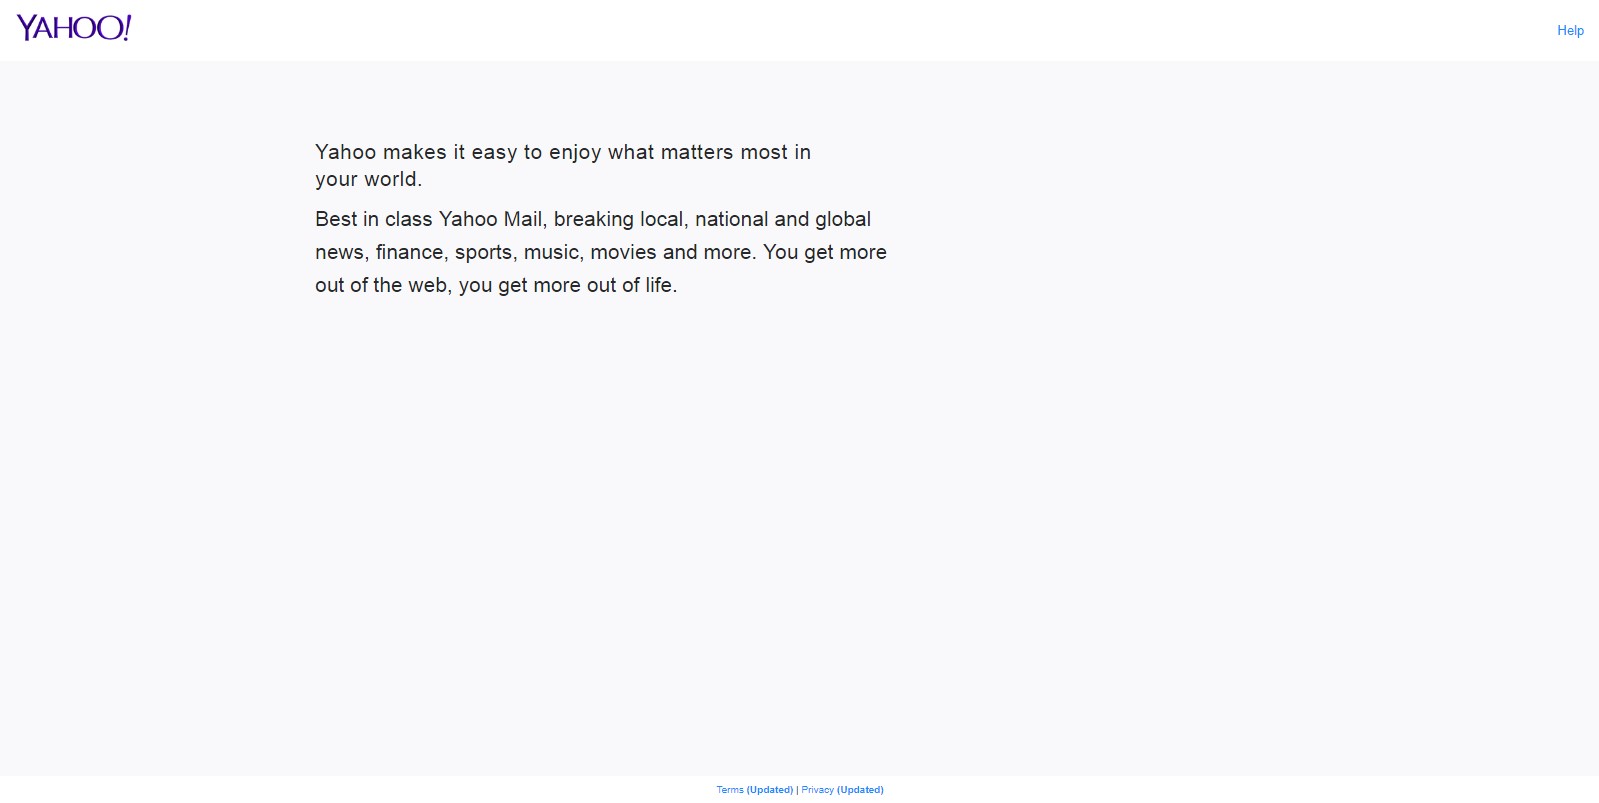 YAHOO!
Help
Yahoo makes it easy to enjoy what matters most in
your world.
Best in class Yahoo Mail, breaking local, national and global
news, finance, sports, music, movies and more. You get more
out of the web, you get more out of life.
Terms (Updated) | Privacy (Updated)